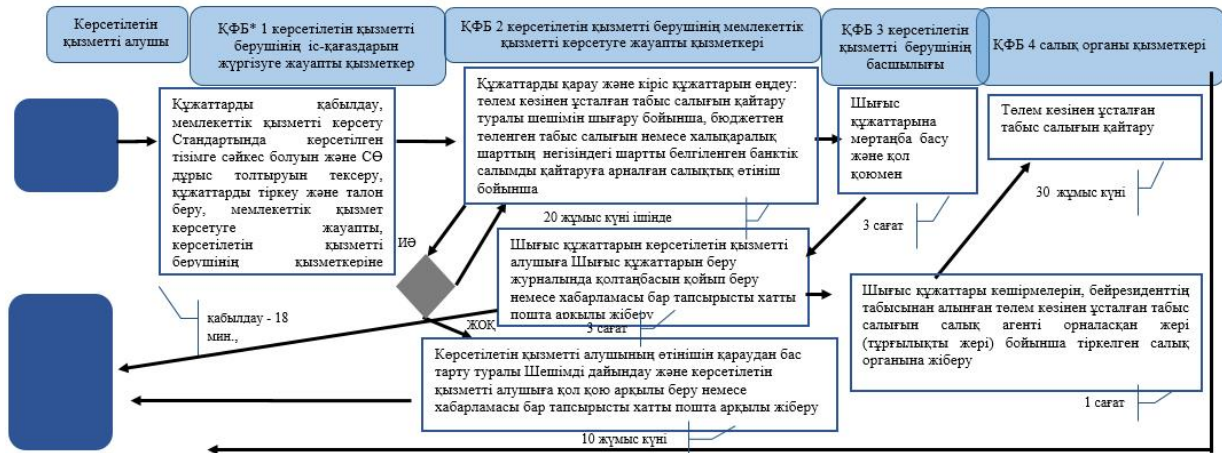 Көрсетілетін
қызметті алушы
ҚФБ* 1 көрсетілетін қызметті
берушінің іс-қағаздарын
жүргізуге жауапты қызметкер
ҚФБ 2 көрсетілетін қызметті берушінің мемлекеттік
қызметті көрсетуге жауапты қызметкері
ҚФБ 3 көрсетілетін
қызметті берушінің
басшылығы
ҚФБ 4 салық органы қызметкері
Құжаттарды қабылдау,
мемлекеттік қызметті көрсету
Стандартында көрсетілген
тізімге сәйкес болуын және СӨ
дұрыс толтыруын тексеру,
құжаттарды тіркеу және талон
беру, мемлекеттік қызмет
көрсетуге жауапты,
көрсетілетін қызметті
берушінің қызметкеріне
қабылдау - 18
мин.,
Құжаттарды қарау және кіріс құжаттарын өңдеу:
төлем көзінен ұсталған табыс салығын қайтару
туралы шешімін шығару бойынша, бюджеттен
төленген табыс салығын немесе халықаралық
шарттың негізіндегі шартты белгіленген банктік
салымды қайтаруға арналған салықтық өтініш
бойынша
20 жұмыс күні ішінде
ИӘ
ЖОҚ
Шығыс құжаттарын көрсетілетін қызметті
алушыға Шығыс құжаттарын беру
журналында қолтаңбасын қойып беру
немесе хабарламасы бар тапсырысты хатты
пошта арқылы жіберу
3 сағат
Көрсетілетін қызметті алушының өтінішін қараудан бас
тарту туралы Шешімді дайындау және көрсетілетін
қызметті алушыға қол қою арқылы беру немесе
хабарламасы бар тапсырысты хатты пошта арқылы жіберу
10 жұмыс күні
Шығыс
құжаттарына
мөртаңба басу
және қол
қоюмен
3 сағат
Төлем көзінен ұсталған
табыс салығын қайтару
30 жұмыс күні
Шығыс құжаттары көшірмелерін, бейрезиденттің
табысынан алынған төлем көзінен ұсталған табыс
салығын салық агенті орналасқан жері
(тұрғылықты жері) бойынша тіркелген салық
органына жіберу
1 сағат